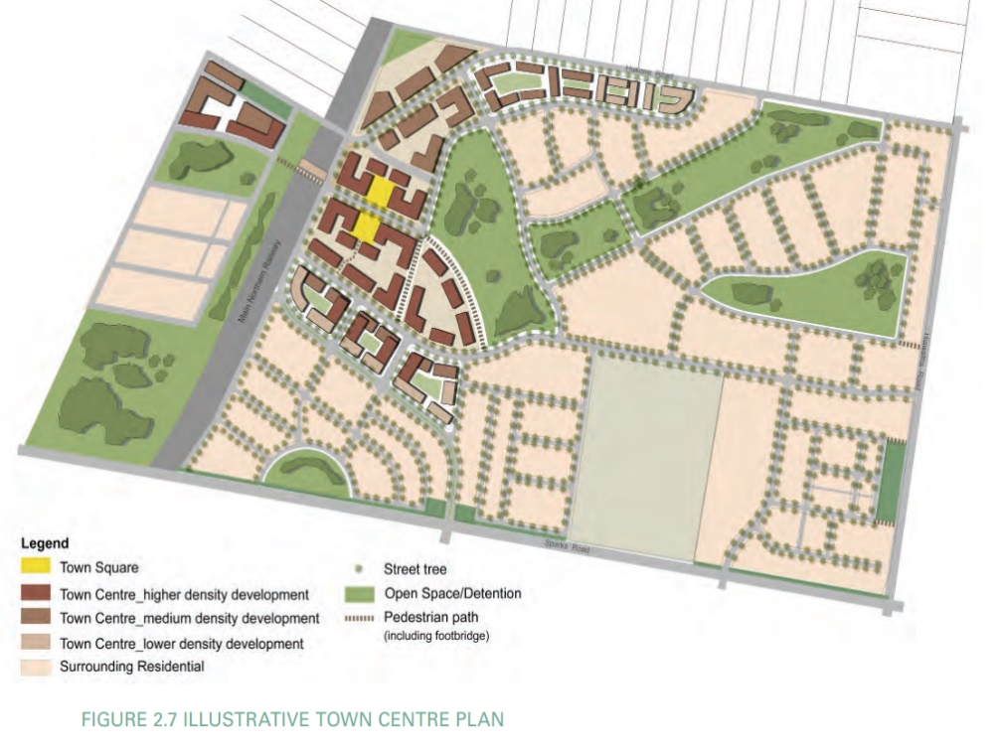 Main Northern Railway
Sparks Road
Legend
Town Square
Town Centre_higher density development
Town Centre_medium density development
Town Centre_lower density development
Surrounding Residential
Street tree
Open Space/Detention
Pedestrian path
(including footbridge)
FIGURE 2.7 ILLUSTRATIVE TOWN CENTRE PLAN